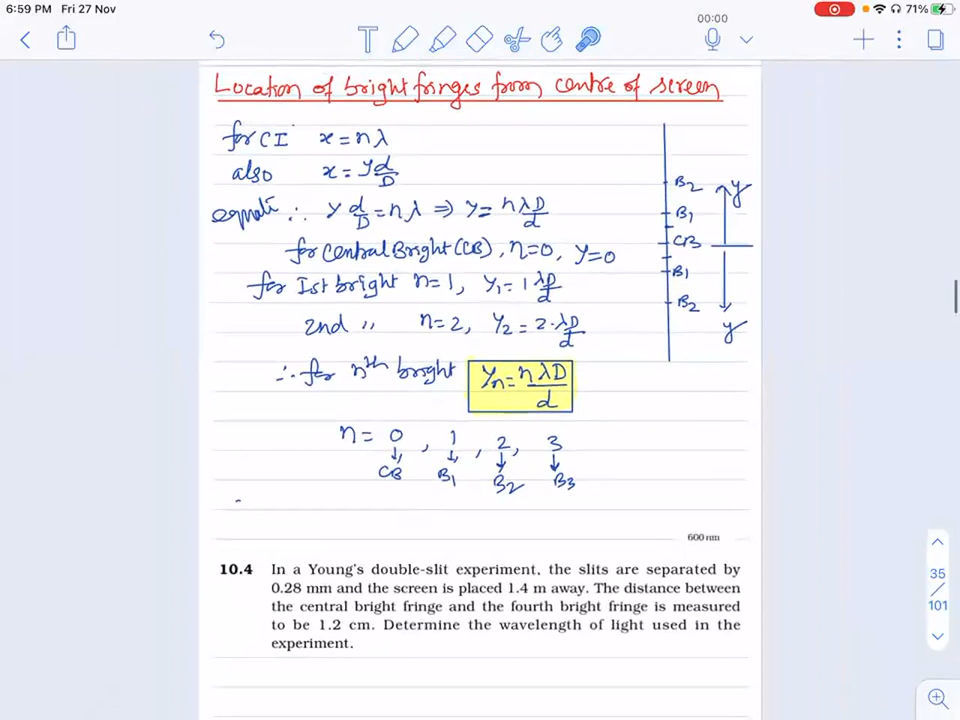 6:59 PM Fri 27 Nov
71%
00:00
Location of bright fringes from centre of screen
for CI x = nλ
also x = y d/D
equati ∴ y d/D = nλ ⇒ y = nλD/d
for Central Bright (CB), n=0, y=0
for Ist bright n=1, y₁ = 1 λD/d
2nd ,, n=2, y₂ = 2·λD/d
∴ for nth bright yₙ = nλD/d
n = 0, 1, 2, 3
CB B₁ B₂ B₃
B₂ y
B₁
CB
B₁
B₂
y
600 nm
10.4 In a Young's double-slit experiment, the slits are separated by
0.28 mm and the screen is placed 1.4 m away. The distance between
the central bright fringe and the fourth bright fringe is measured
to be 1.2 cm. Determine the wavelength of light used in the
experiment.
35
/
101